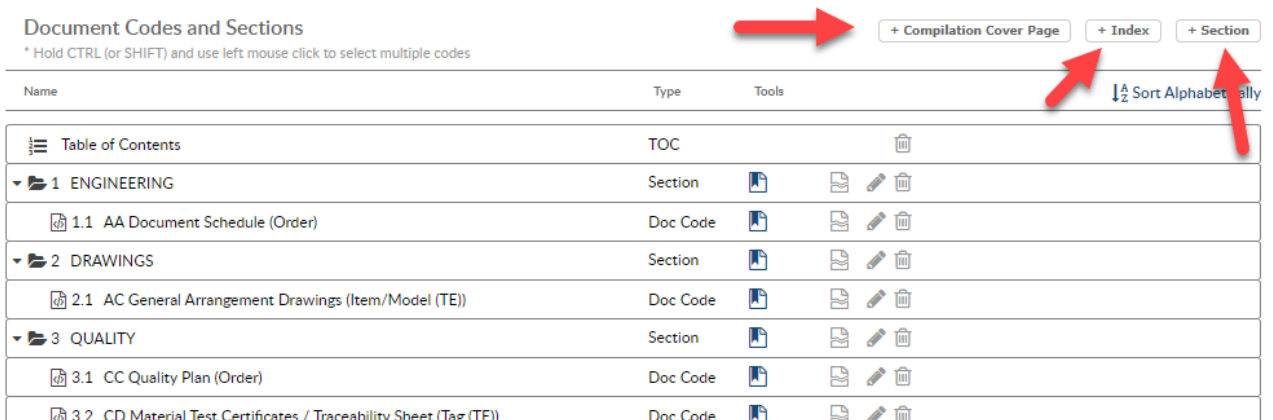 Document Codes and Sections
+ Compilation Cover Page + Index + Section
* Hold CTRL (or SHIFT) and use left mouse click to select multiple codes
Name Type Tools Sort Alphabetically
Table of Contents TOC
1 ENGINEERING Section
1.1 AA Document Schedule (Order) Doc Code
2 DRAWINGS Section
2.1 AC General Arrangement Drawings (Item/Model (TE)) Doc Code
3 QUALITY Section
3.1 CC Quality Plan (Order) Doc Code
3.2 CD Material Test Certificates / Traceability Sheet (Tag (TE)) Doc Code